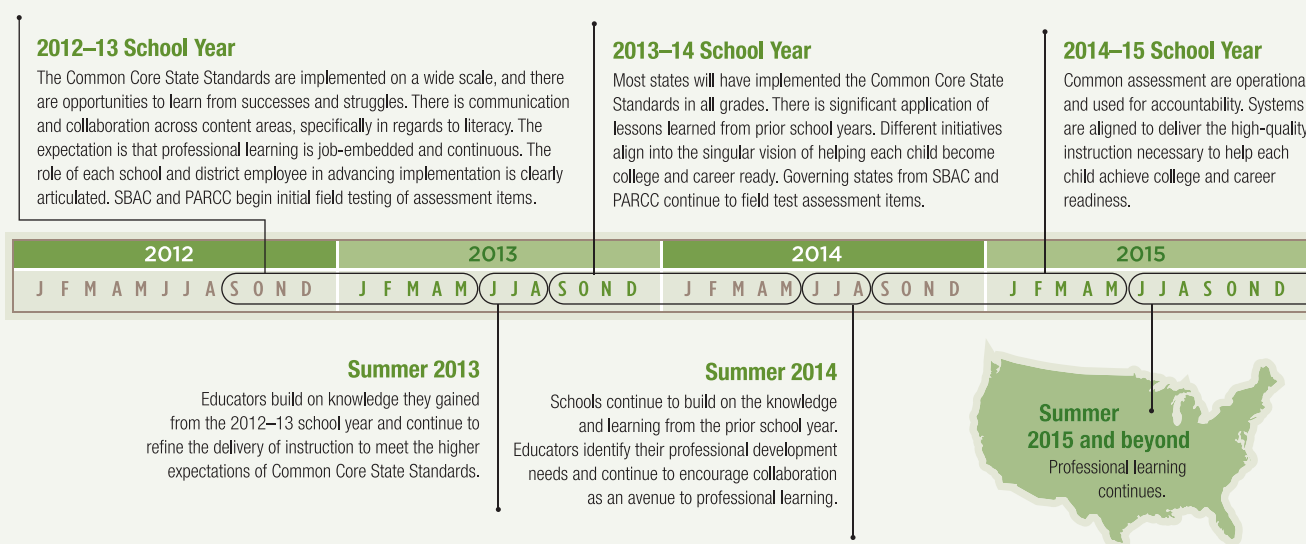 2012–13 School Year
The Common Core State Standards are implemented on a wide scale, and there
are opportunities to learn from successes and struggles. There is communication
and collaboration across content areas, specifically in regards to literacy. The
expectation is that professional learning is job-embedded and continuous. The
role of each school and district employee in advancing implementation is clearly
articulated. SBAC and PARCC begin initial field testing of assessment items.
2013–14 School Year
Most states will have implemented the Common Core State
Standards in all grades. There is significant application of
lessons learned from prior school years. Different initiatives
align into the singular vision of helping each child become
college and career ready. Governing states from SBAC and
PARCC continue to field test assessment items.
2014–15 School Year
Common assessment are operationa
and used for accountability. Systems
are aligned to deliver the high-quality
instruction necessary to help each
child achieve college and career
readiness.
2012 2013 2014 2015
J F M A M J J A S O N D J F M A M J J A S O N D J F M A M J J A S O N D J F M A M J J A S O N D
Summer 2013
Educators build on knowledge they gained
from the 2012–13 school year and continue to
refine the delivery of instruction to meet the higher
expectations of Common Core State Standards.
Summer 2014
Schools continue to build on the knowledge
and learning from the prior school year.
Educators identify their professional development
needs and continue to encourage collaboration
as an avenue to professional learning.
Summer
2015 and beyond
Professional learning
continues.